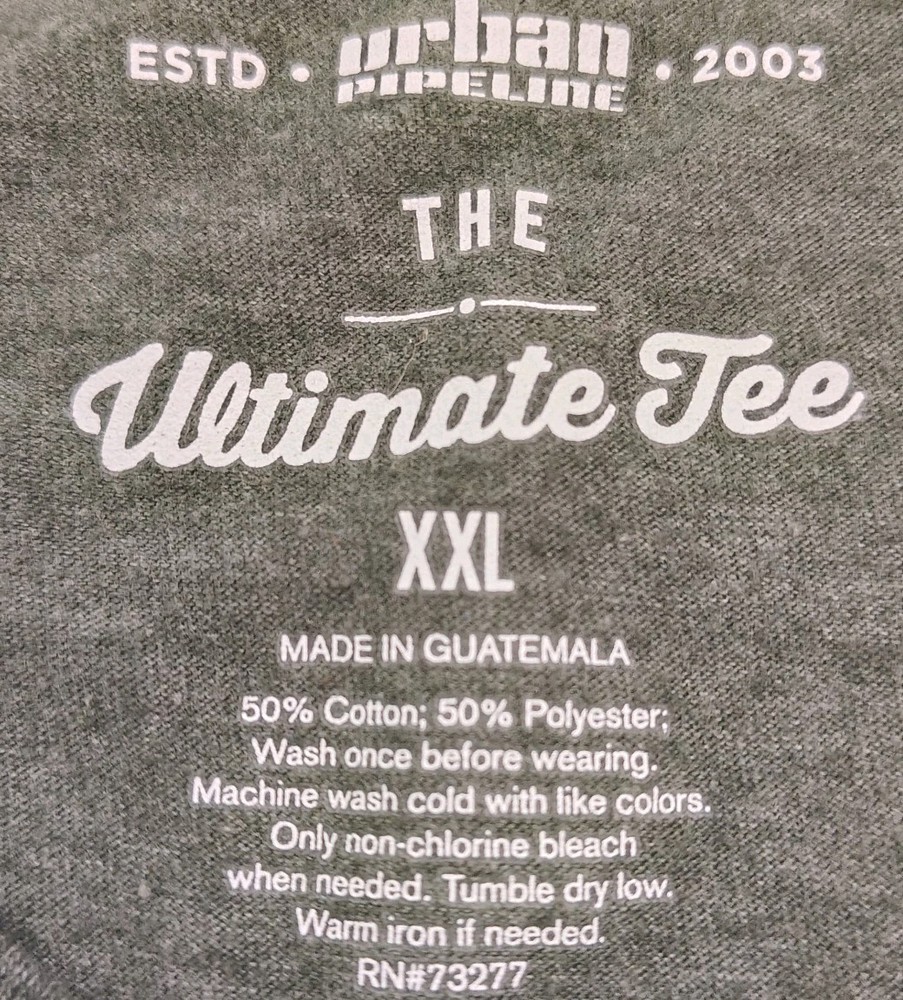 ESTD • urban PIPELINE • 2003
THE
Ultimate Tee
XXL
MADE IN GUATEMALA
50% Cotton; 50% Polyester;
Wash once before wearing.
Machine wash cold with like colors.
Only non-chlorine bleach
when needed. Tumble dry low.
Warm iron if needed.
RN#73277